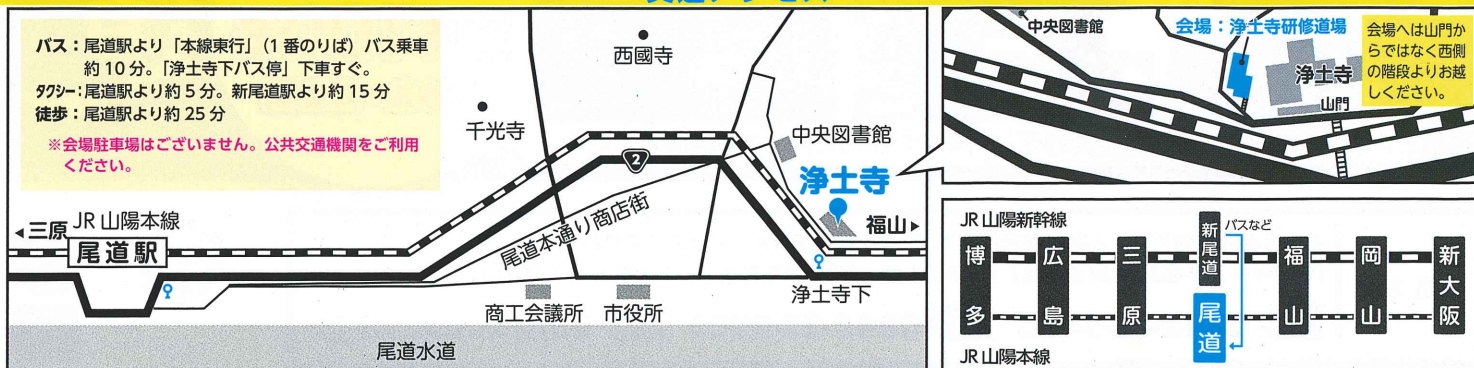 バス：尾道駅より「本線東行」（1番のりば）バス乗車
約10分。「浄土寺下バス停」下車すぐ。
タクシー：尾道駅より約5分。新尾道駅より約15分
徒歩：尾道駅より約25分
※会場駐車場はございません。公共交通機関をご利用
ください。
西國寺
千光寺
2
中央図書館
浄土寺
三原
JR山陽本線
尾道駅
尾道本通り商店街
福山
商工会議所
市役所
浄土寺下
尾道水道
中央図書館
会場：浄土寺研修道場
浄土寺
山門
会場へは山門か
らではなく西側
の階段よりお越
しください。
JR山陽新幹線
バスなど
博多
広島
三原
新尾道
尾道
福山
岡山
新大阪
JR山陽本線